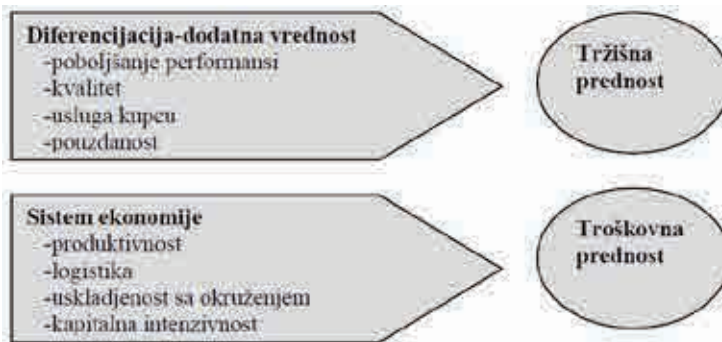 Diferencijacija-dodatna vrednost
-poboljšanje performansi
-kvalitet
-usluga kupcu
-pouzdanost
Tržišna
prednost
Sistem ekonomije
-produktivnost
-logistika
-uskladjenost sa okruženjem
-kapitalna intenzivnost
Troškovna
prednost